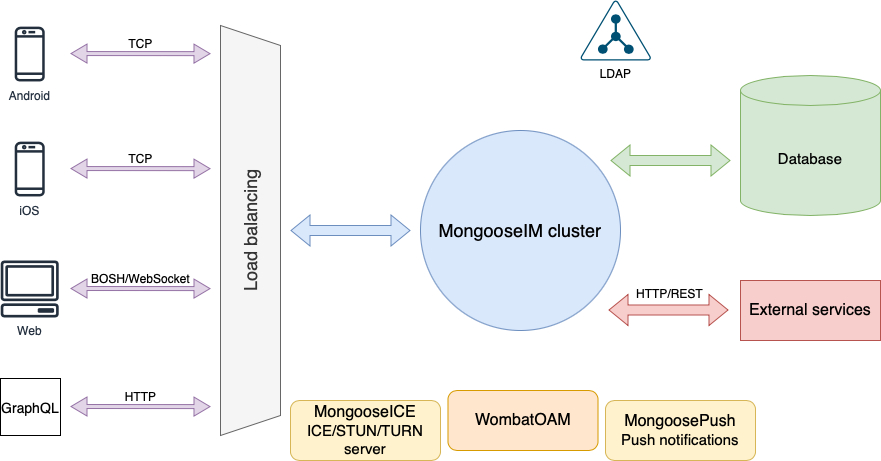 TCP
Android
TCP
iOS
BOSH/WebSocket
Web
HTTP
GraphQL
Load balancing
LDAP
MongooseIM cluster
Database
HTTP/REST
External services
MongooseICE
ICE/STUN/TURN
server
WombatOAM
MongoosePush
Push notifications